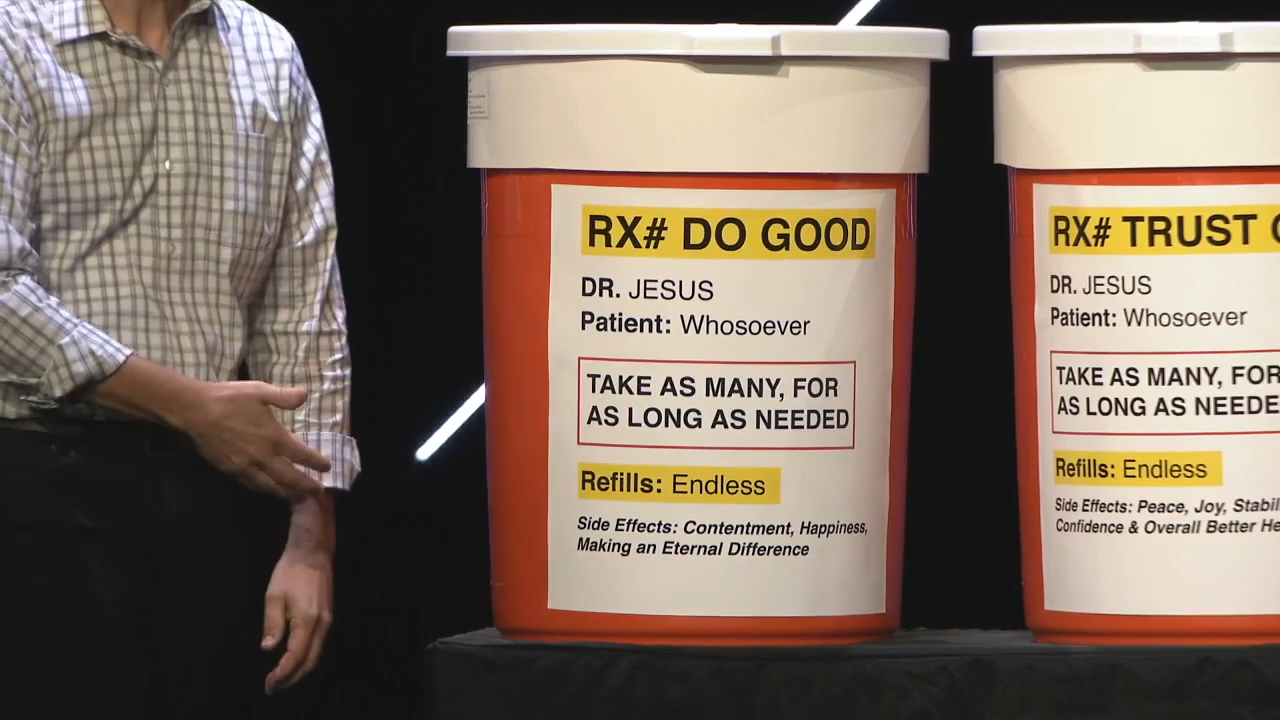 RX# DO GOOD
DR. JESUS
Patient: Whosoever
TAKE AS MANY, FOR
AS LONG AS NEEDED
Refills: Endless
Side Effects: Contentment, Happiness,
Making an Eternal Difference
RX# TRUST
DR. JESUS
Patient: Whosoever
TAKE AS MANY, FOR
AS LONG AS NEEDE
Refills: Endless
Side Effects: Peace, Joy, Stabil
Confidence & Overall Better He